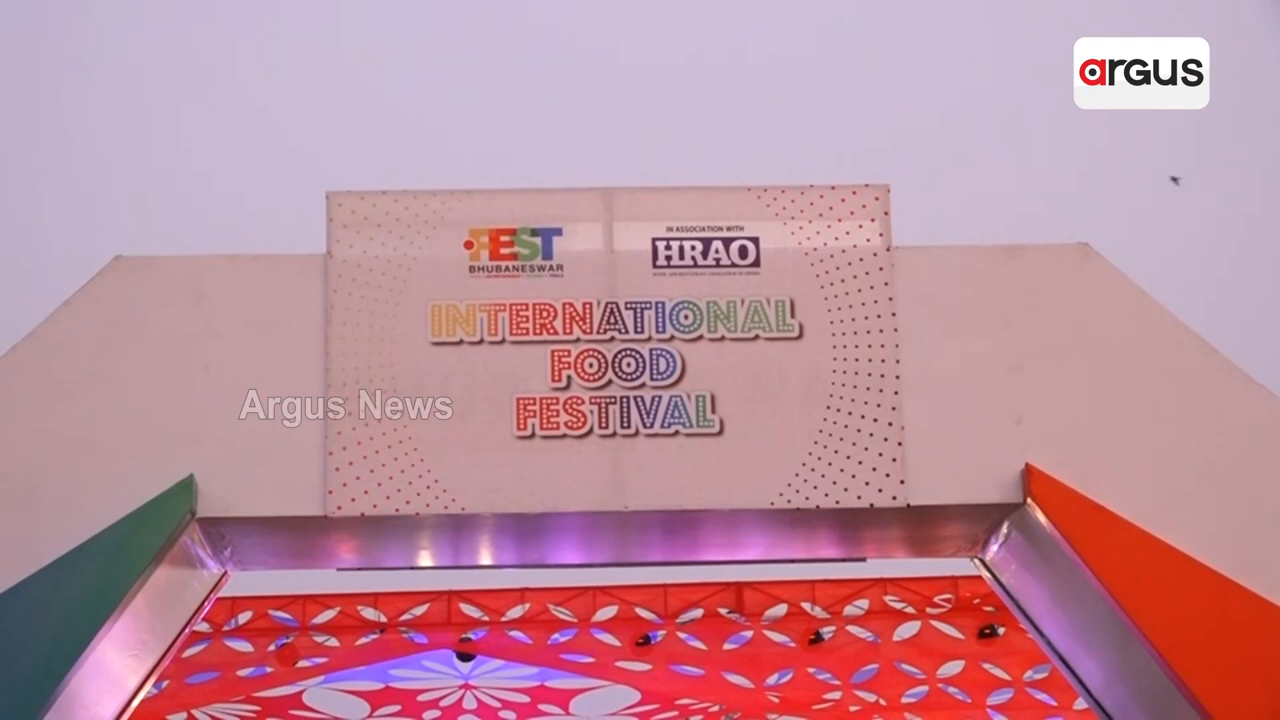 argus
FEST
BHUBANESWAR
IN ASSOCIATION WITH
HRAO
INTERNATIONAL
FOOD
FESTIVAL
Argus News